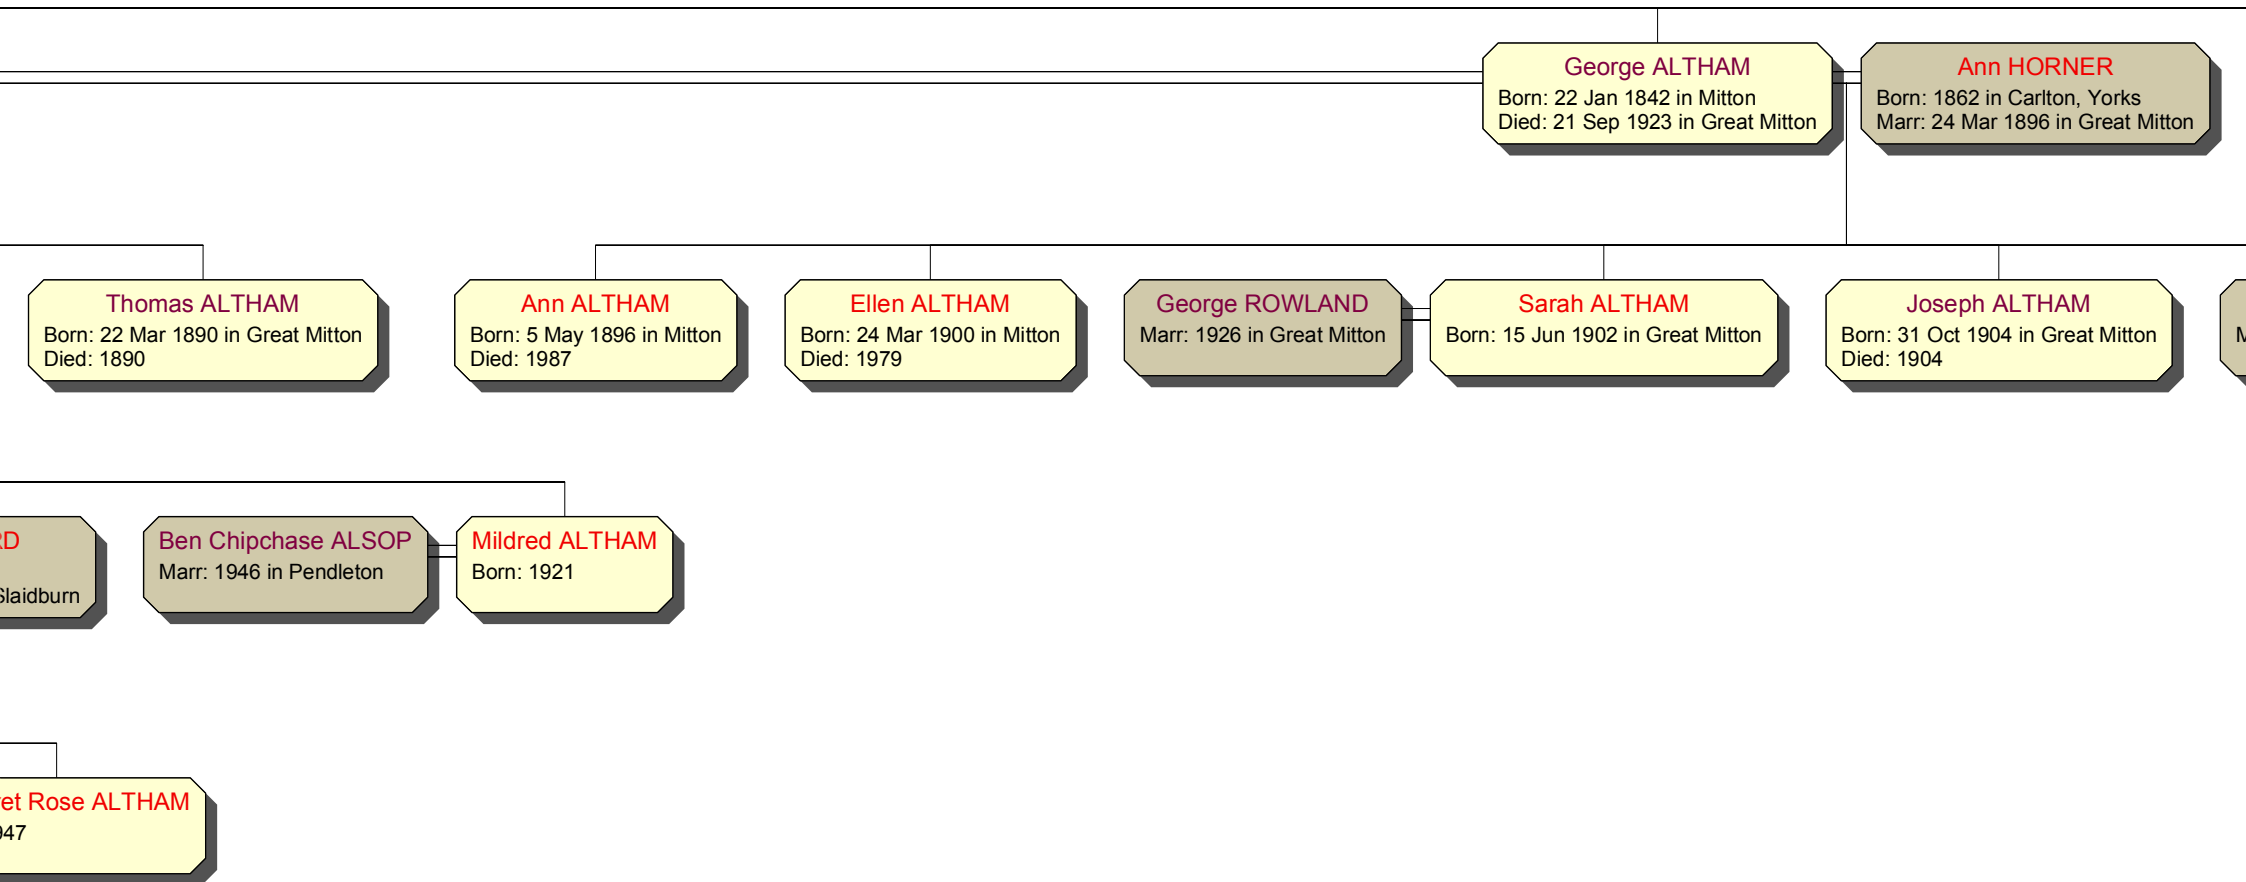 George ALTHAM
Born: 22 Jan 1842 in Mitton
Died: 21 Sep 1923 in Great Mitton
Ann HORNER
Born: 1862 in Carlton, Yorks
Marr: 24 Mar 1896 in Great Mitton
Thomas ALTHAM
Born: 22 Mar 1890 in Great Mitton
Died: 1890
Ann ALTHAM
Born: 5 May 1896 in Mitton
Died: 1987
Ellen ALTHAM
Born: 24 Mar 1900 in Mitton
Died: 1979
George ROWLAND
Marr: 1926 in Great Mitton
Sarah ALTHAM
Born: 15 Jun 1902 in Great Mitton
Joseph ALTHAM
Born: 31 Oct 1904 in Great Mitton
Died: 1904
Slaidburn
Ben Chipchase ALSOP
Marr: 1946 in Pendleton
Mildred ALTHAM
Born: 1921
Rose ALTHAM